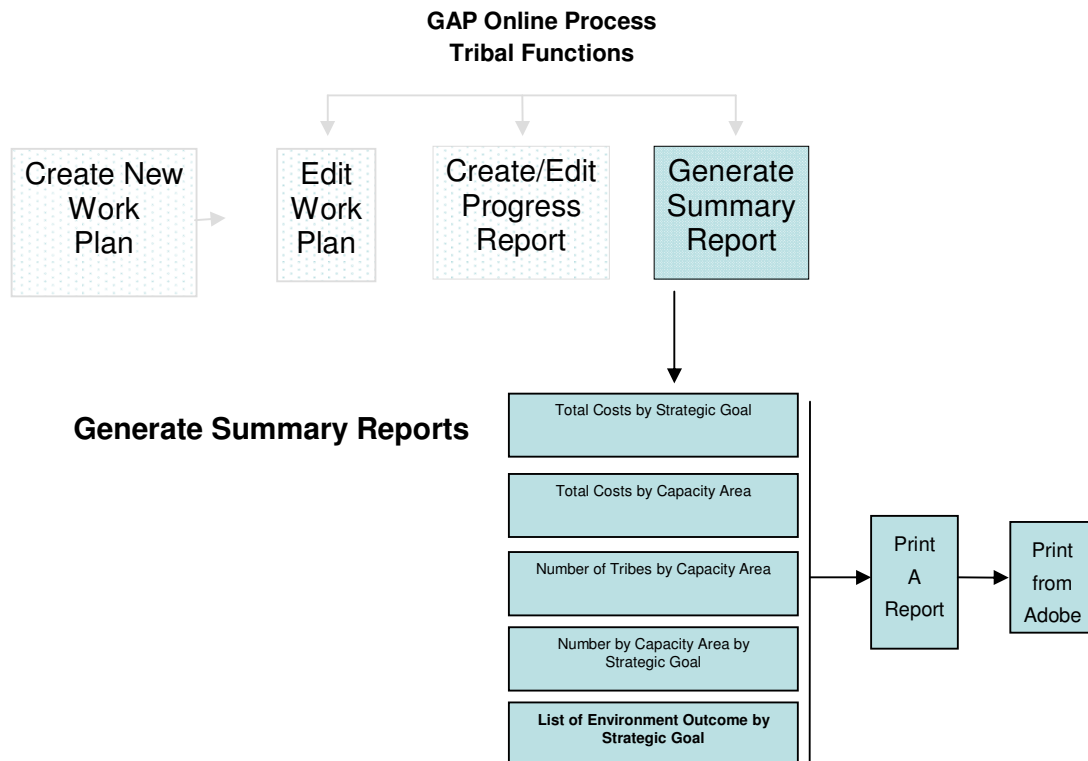 GAP Online Process
Tribal Functions
Create New
Work
Plan
Edit
Work
Plan
Create/Edit
Progress
Report
Generate
Summary
Report
Generate Summary Reports
Total Costs by Strategic Goal
Total Costs by Capacity Area
Number of Tribes by Capacity Area
Number by Capacity Area by
Strategic Goal
List of Environment Outcome by
Strategic Goal
Print
A
Report
Print
from
Adobe